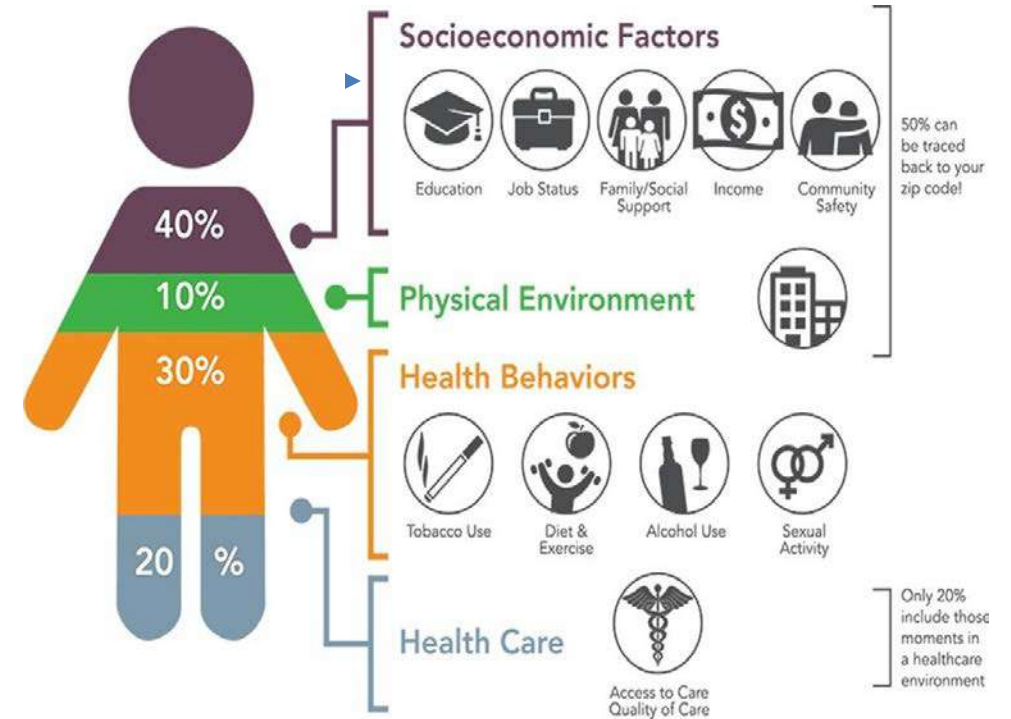 Socioeconomic Factors
Education
Job Status
Family/Social
Support
Income
Community
Safety
50% can
be traced
back to your
zip code!
40%
10%
Physical Environment
30%
Health Behaviors
Tobacco Use
Diet &
Exercise
Alcohol Use
Sexual
Activity
20 %
Health Care
Access to Care
Quality of Care
Only 20%
include those
moments in
a healthcare
environment
$